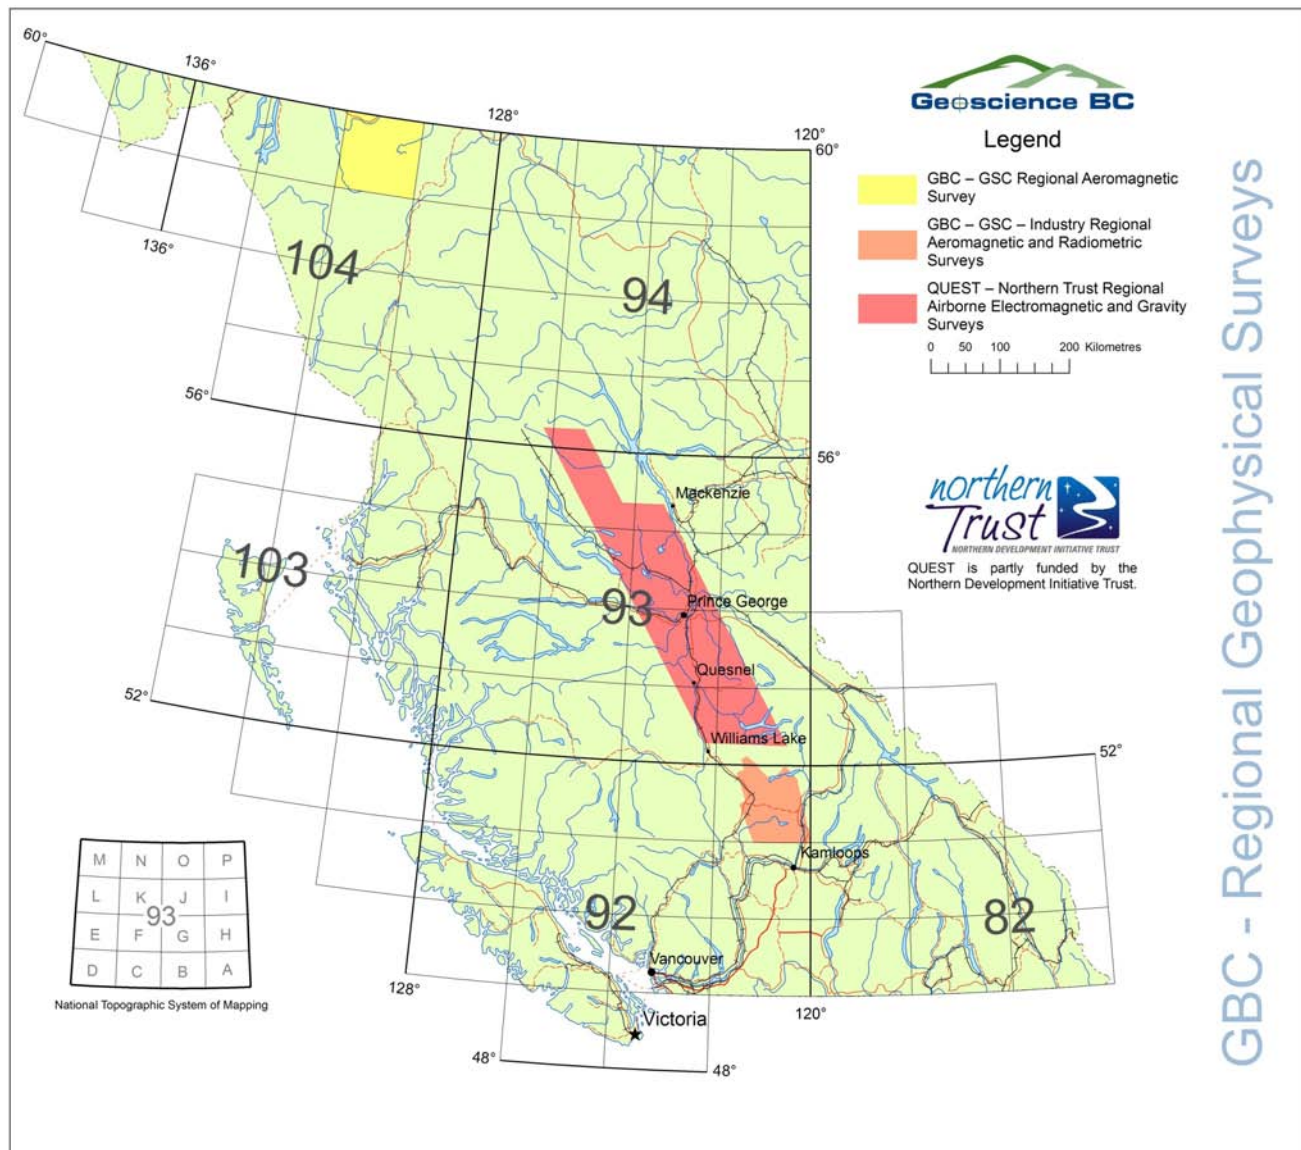 60°
136°
128°
120°
60°
136°
104
94
56°
56°
103
93
52°
52°
92
82
128°
120°
48°
48°
Mackenzie
Prince George
Quesnel
Williams Lake
Kamloops
Vancouver
Victoria
Geoscience BC
Legend
GBC – GSC Regional Aeromagnetic
Survey
GBC – GSC – Industry Regional
Aeromagnetic and Radiometric
Surveys
QUEST – Northern Trust Regional
Airborne Electromagnetic and Gravity
Surveys
0 50 100 200 Kilometres
northern
Trust
NORTHERN DEVELOPMENT INITIATIVE TRUST
QUEST is partly funded by the
Northern Development Initiative Trust.
GBC - Regional Geophysical Surveys
M N O P
L K J I
93
E F G H
D C B A
National Topographic System of Mapping